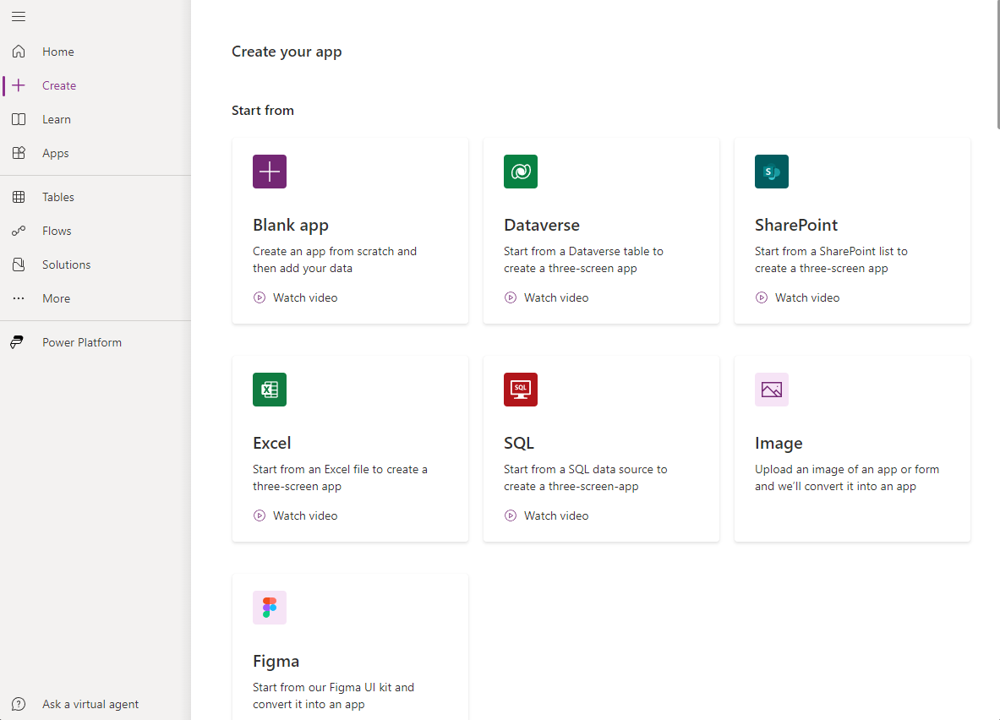 Home
Create
Learn
Apps
Tables
Flows
Solutions
More
Power Platform
Ask a virtual agent
Create your app
Start from
Blank app
Create an app from scratch and
then add your data
Watch video
Dataverse
Start from a Dataverse table to
create a three-screen app
Watch video
S
SharePoint
Start from a SharePoint list to
create a three-screen app
Watch video
X
Excel
Start from an Excel file to create a
three-screen app
Watch video
SQL
SQL
Start from a SQL data source to
create a three-screen-app
Watch video
Image
Upload an image of an app or form
and we’ll convert it into an app
Figma
Start from our Figma UI kit and
convert it into an app